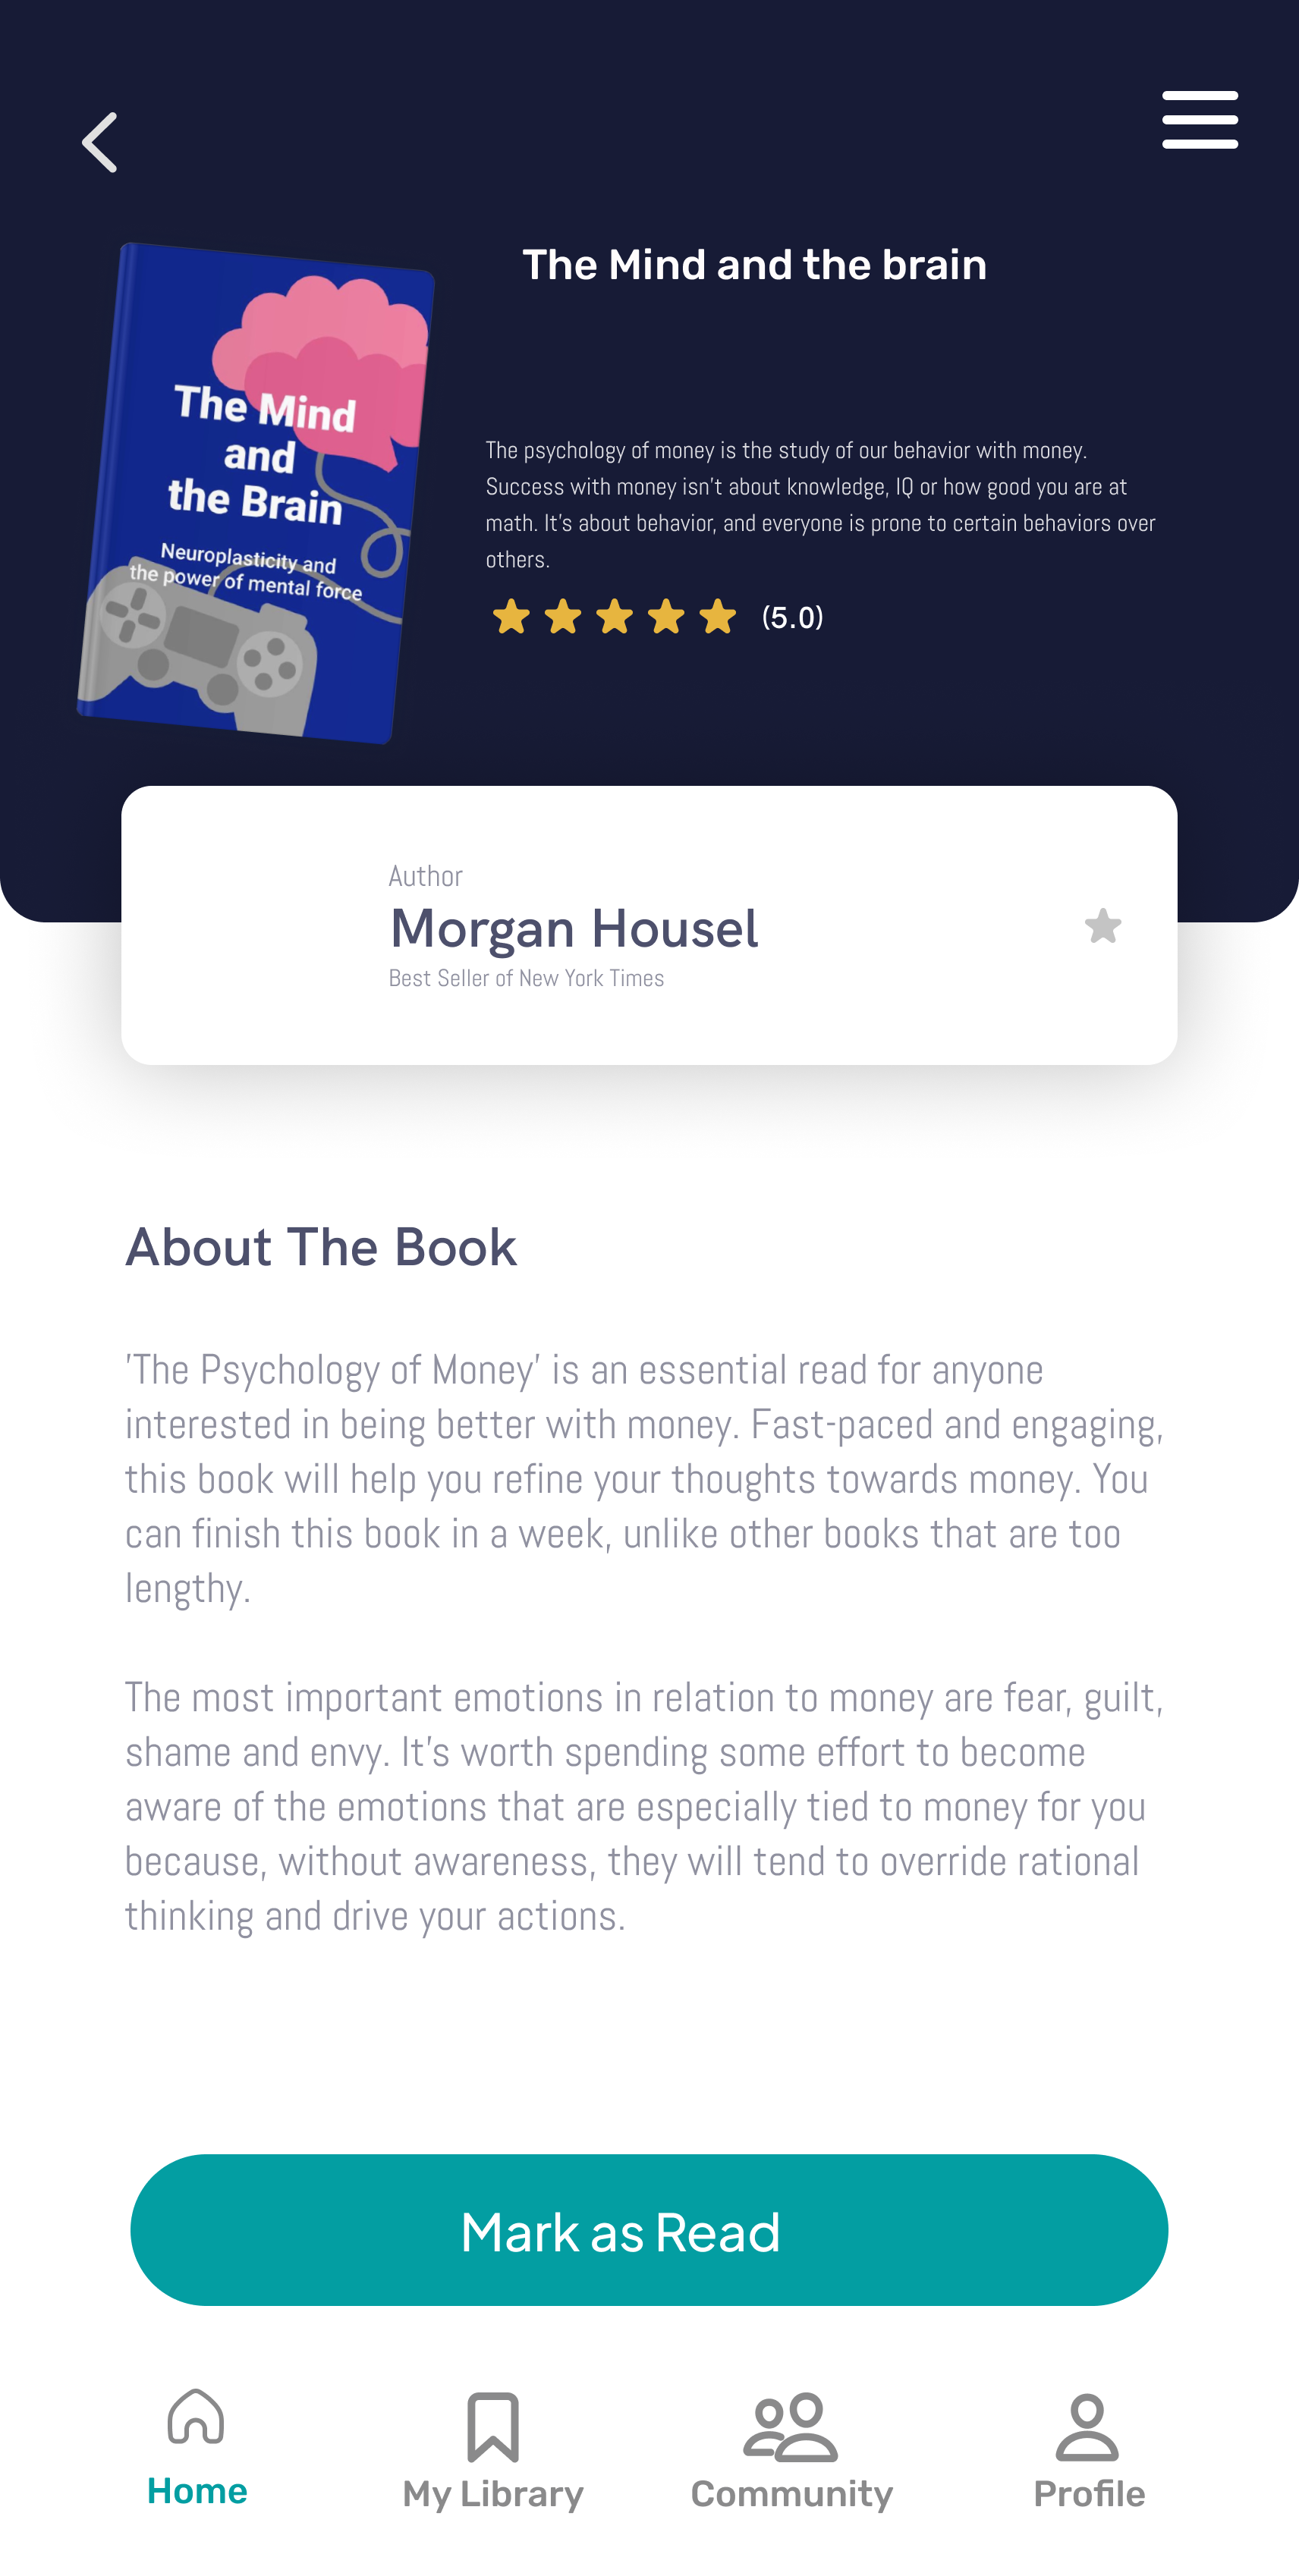 The Mind and the brain
The Mind
and
the Brain
Neuroplasticity and
the power of mental force
The psychology of money is the study of our behavior with money.
Success with money isn't about knowledge, IQ or how good you are at
math. It's about behavior, and everyone is prone to certain behaviors over
others.
(5.0)
Author
Morgan Housel
Best Seller of New York Times
About The Book
'The Psychology of Money' is an essential read for anyone
interested in being better with money. Fast-paced and engaging,
this book will help you refine your thoughts towards money. You
can finish this book in a week, unlike other books that are too
lengthy.
The most important emotions in relation to money are fear, guilt,
shame and envy. It's worth spending some effort to become
aware of the emotions that are especially tied to money for you
because, without awareness, they will tend to override rational
thinking and drive your actions.
Mark as Read
Home
My Library
Community
Profile